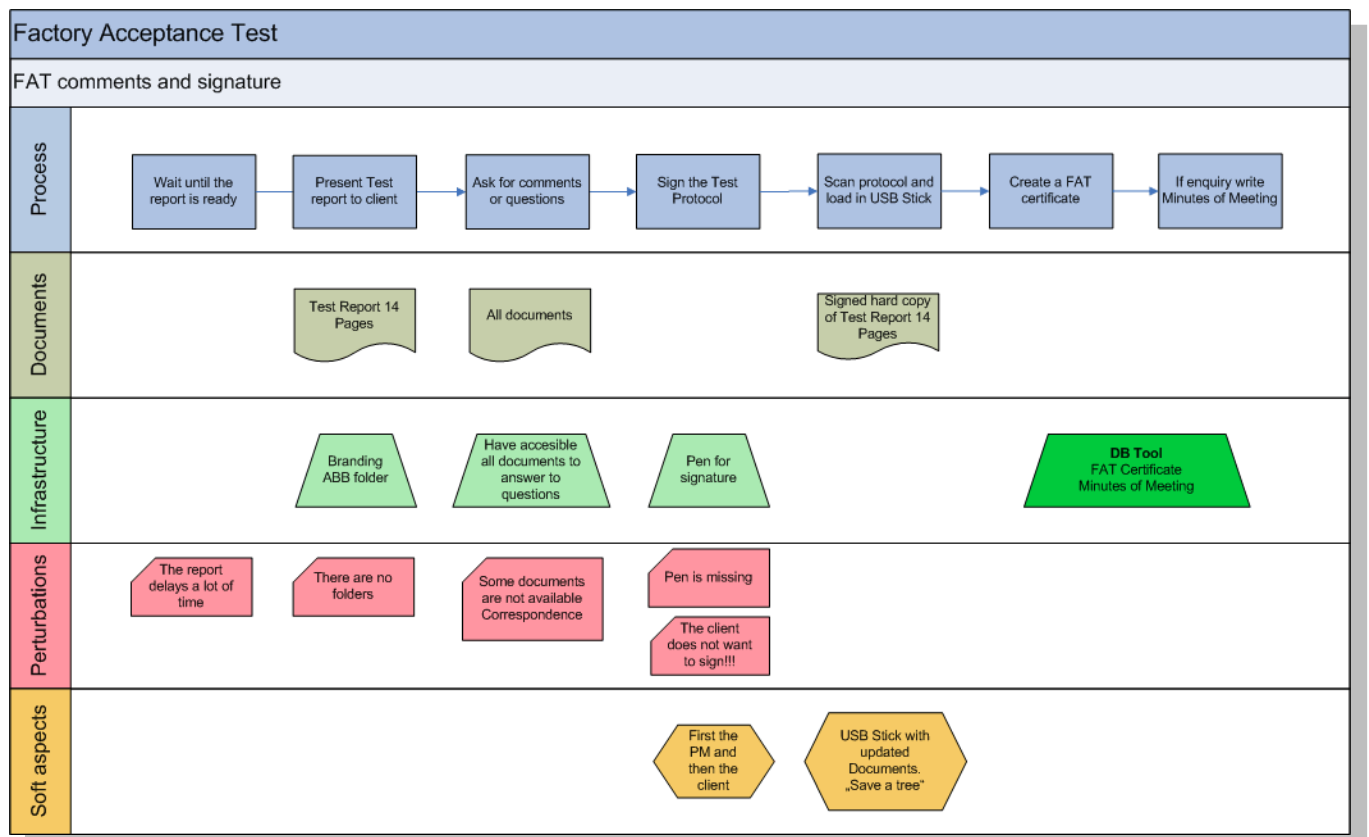 Factory Acceptance Test
FAT comments and signature
Process
Wait until the
report is ready
Present Test
report to client
Ask for comments
or questions
Sign the Test
Protocol
Scan protocol and
load in USB Stick
Create a FAT
certificate
If enquiry write
Minutes of Meeting
Documents
Test Report 14
Pages
All documents
Signed hard copy
of Test Report 14
Pages
Infrastructure
Branding
ABB folder
Have accesible
all documents to
answer to
questions
Pen for
signature
DB Tool
FAT Certificate
Minutes of Meeting
Perturbations
The report
delays a lot of
time
There are no
folders
Some documents
are not available
Correspondence
Pen is missing
The client
does not want
to sign!!!
Soft aspects
First the
PM and
then the
client
USB Stick with
updated
Documents.
„Save a tree“